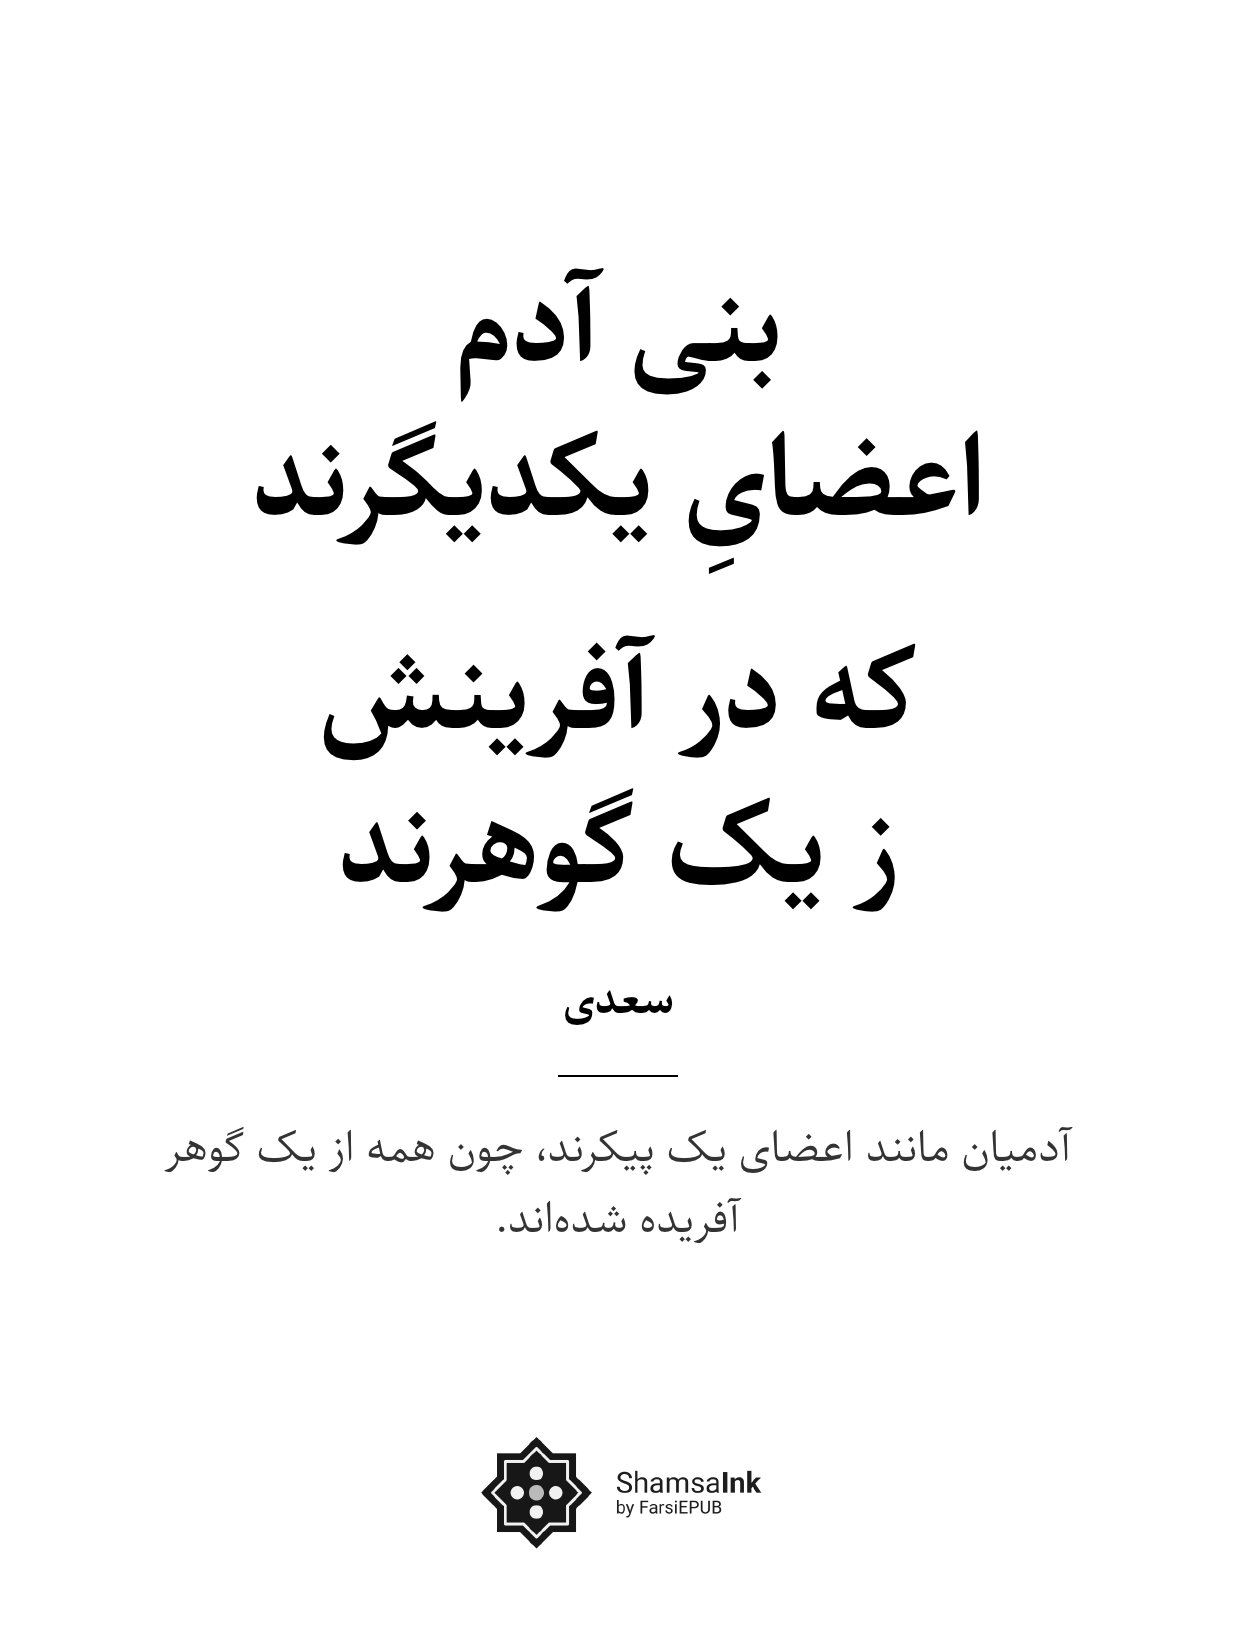 بنی آدم
اعضایِ یکدیگرند
که در آفرینش
ز یک گوهرند
سعدی
آدمیان مانند اعضای یک پیکرند، چون همه از یک گوهر
آفریده شده‌اند.
ShamsaInk
by FarsiEPUB